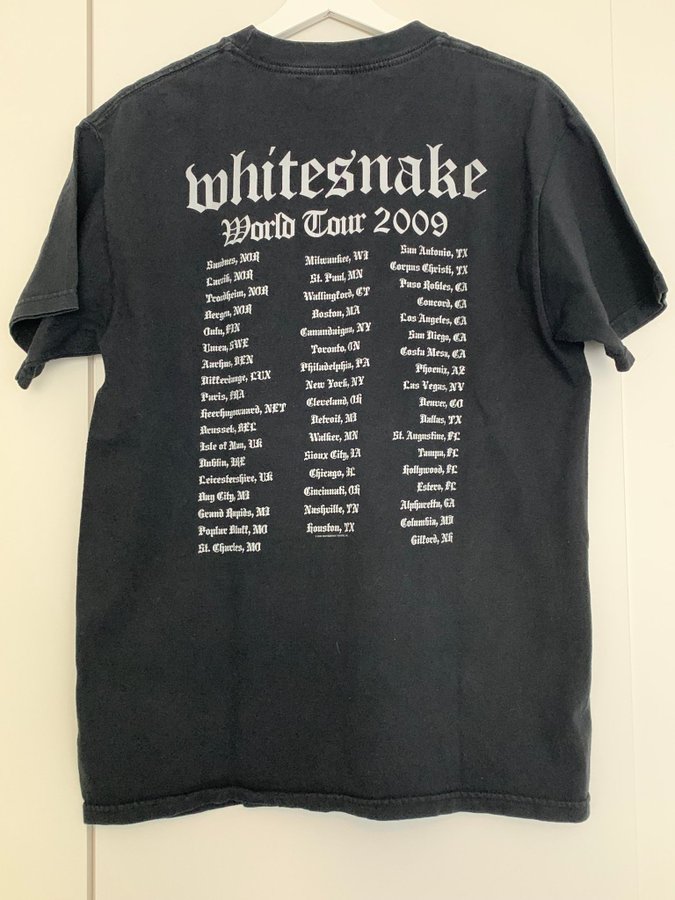 whitesnake
World Tour 2009
Sandnes, NOR
Larvik, NOR
Trondheim, NOR
Bergen, NOR
Oulu, FIN
Umea, SWE
Aarhus, DEN
Differdange, LUX
Paris, MA
Heerhugowaard, NET
Brussel, BEL
Isle of Man, UK
Dublin, IRE
Leicestershire, UK
Bay City, MI
Grand Rapids, MI
Poplar Bluff, MO
St. Charles, MO
Milwaukee, WI
St. Paul, MN
Wallingford, CT
Boston, MA
Canandaigua, NY
Toronto, ON
Philadelphia, PA
New York, NY
Cleveland, OH
Detroit, MI
Walker, MN
Sioux City, IA
Chicago, IL
Cincinnati, OH
Nashville, TN
Houston, TX
San Antonio, TX
Corpus Christi, TX
Paso Robles, CA
Concord, CA
Los Angeles, CA
San Diego, CA
Costa Mesa, CA
Phoenix, AZ
Las Vegas, NV
Denver, CO
Dallas, TX
St. Augustine, FL
Tampa, FL
Hollywood, FL
Estero, FL
Alpharetta, GA
Columbia, MD
Gilford, NH